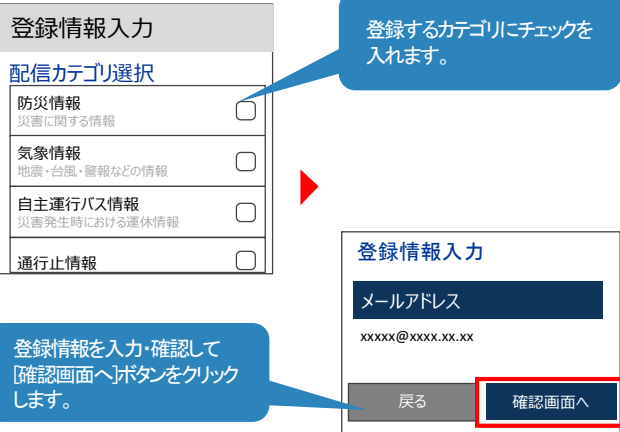 登録情報入力
登録するカテゴリにチェックを
入れます。
配信カテゴリ選択
防災情報
災害に関する情報
気象情報
地震・台風・警報などの情報
自主運行バス情報
災害発生時における運休情報
通行止情報
登録情報入力
メールアドレス
xxxxx@xxxx.xx.xx
登録情報を入力・確認して
[確認画面へ]ボタンをクリック
します。
戻る
確認画面へ